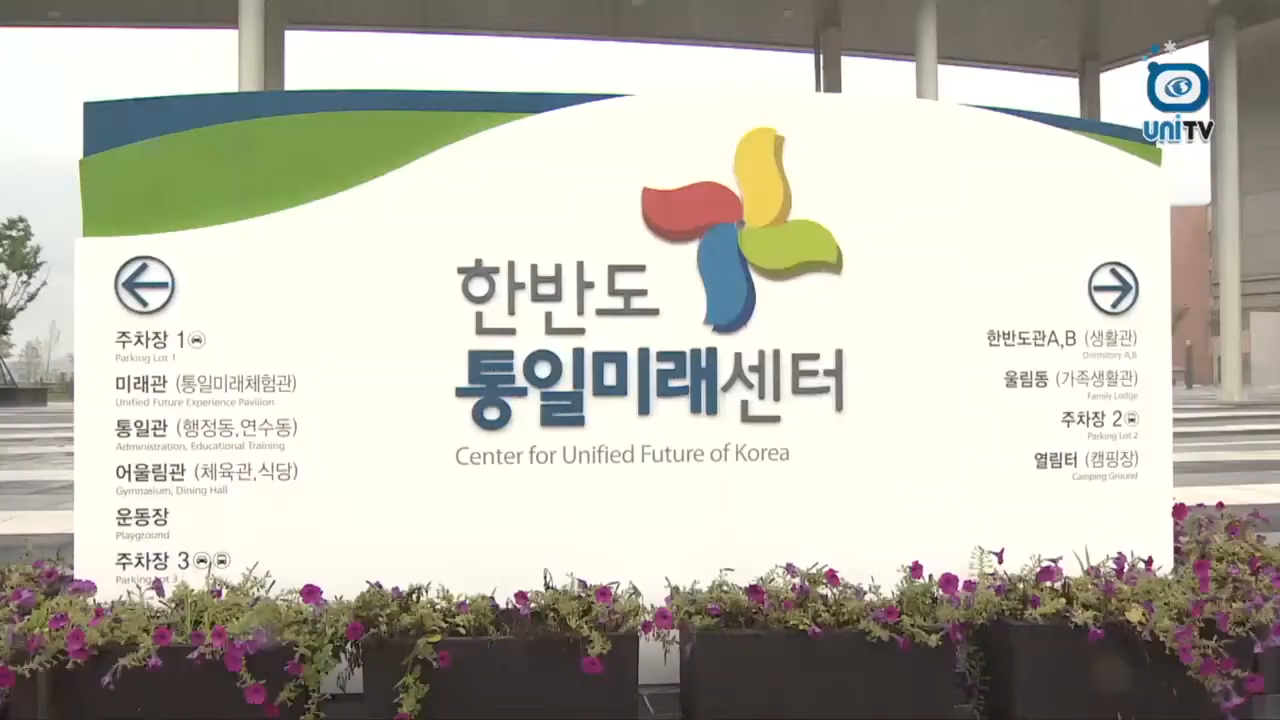 uniTV
한반도
통일미래센터
Center for Unified Future of Korea
주차장 1
Parking Lot 1
미래관 (통일미래체험관)
Unified Future Experience Pavilion
통일관 (행정동,연수동)
Administration, Educational Training
어울림관 (체육관,식당)
Gymnasium, Dining Hall
운동장
Playground
주차장 3
Parking Lot 3
한반도관A,B (생활관)
Dormitory A,B
울림동 (가족생활관)
Family Lodge
주차장 2
Parking Lot 2
열림터 (캠핑장)
Camping Ground